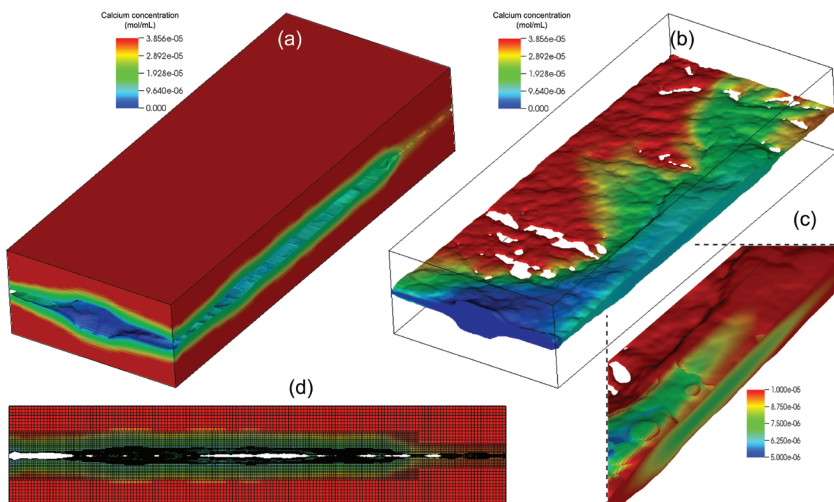 Calcium concentration
(mol/mL)
3.856e-05
2.892e-05
1.928e-05
9.640e-06
0.000
(a)
Calcium concentration
(mol/mL)
3.856e-05
2.892e-05
1.928e-05
9.640e-06
0.000
(b)
(c)
1.000e-05
8.750e-06
7.500e-06
6.250e-06
5.000e-06
(d)